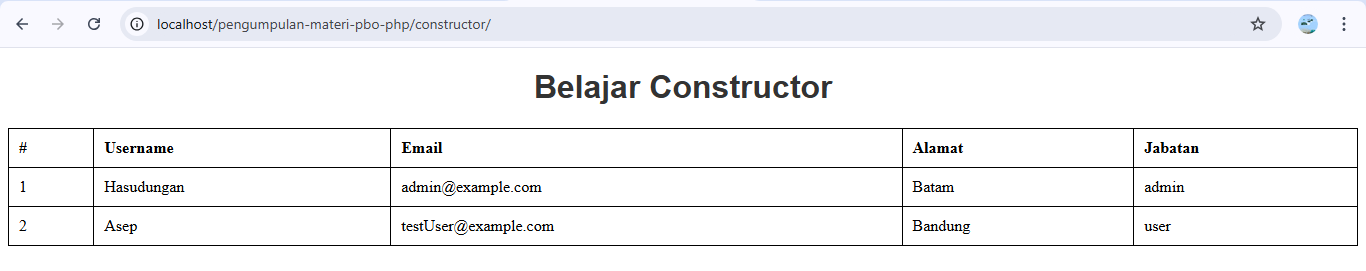 localhost/pengumpulan-materi-pbo-php/constructor/
Belajar Constructor
# Username Email Alamat Jabatan
1 Hasudungan admin@example.com Batam admin
2 Asep testUser@example.com Bandung user